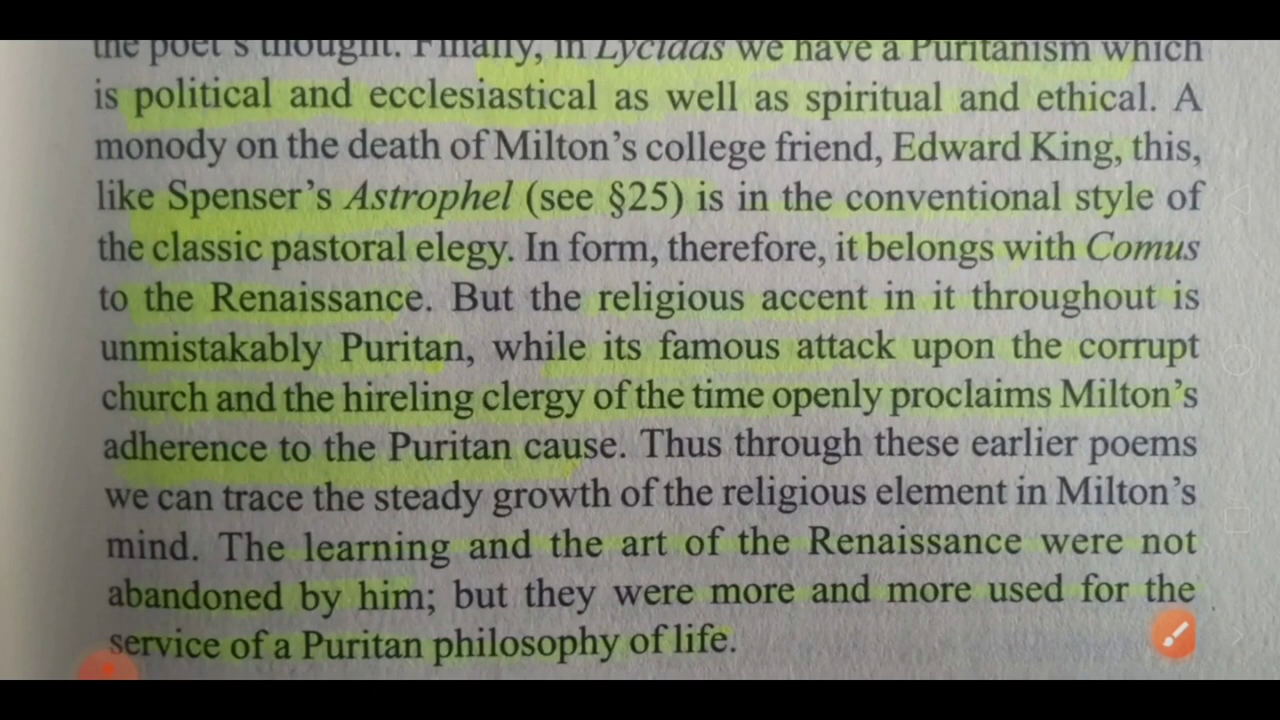 the poet's thought. Finally, in Lycidas we have a Puritanism which
is political and ecclesiastical as well as spiritual and ethical. A
monody on the death of Milton's college friend, Edward King, this,
like Spenser's Astrophel (see §25) is in the conventional style of
the classic pastoral elegy. In form, therefore, it belongs with Comus
to the Renaissance. But the religious accent in it throughout is
unmistakably Puritan, while its famous attack upon the corrupt
church and the hireling clergy of the time openly proclaims Milton's
adherence to the Puritan cause. Thus through these earlier poems
we can trace the steady growth of the religious element in Milton's
mind. The learning and the art of the Renaissance were not
abandoned by him; but they were more and more used for the
service of a Puritan philosophy of life.